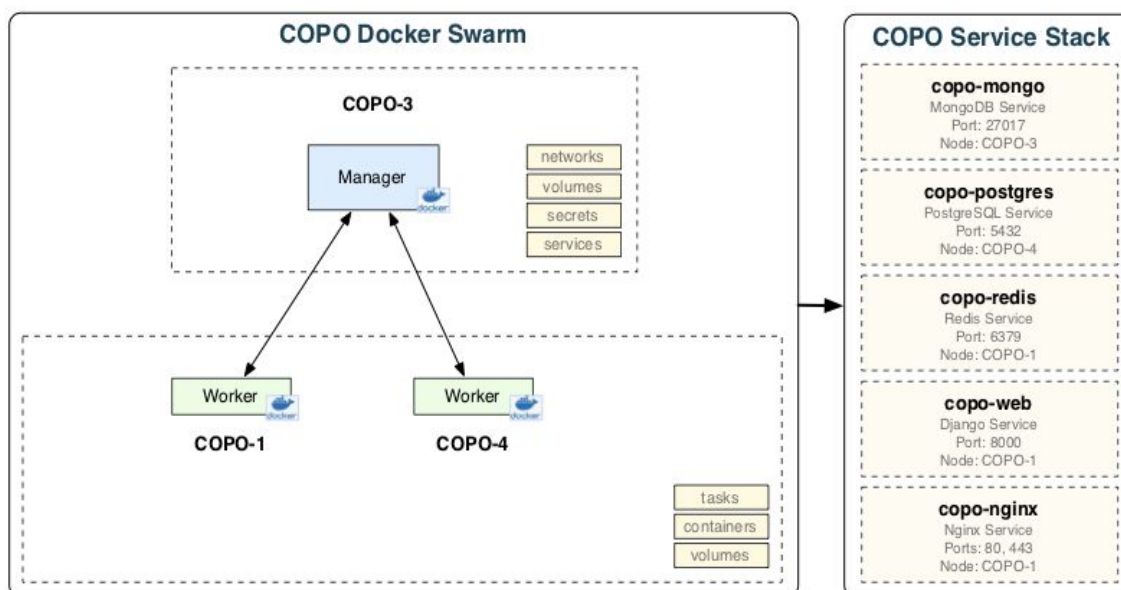 COPO Docker Swarm
COPO-3
Manager
docker
networks
volumes
secrets
services
Worker
docker
COPO-1
Worker
docker
COPO-4
tasks
containers
volumes
COPO Service Stack
copo-mongo
MongoDB Service
Port: 27017
Node: COPO-3
copo-postgres
PostgreSQL Service
Port: 5432
Node: COPO-4
copo-redis
Redis Service
Port: 6379
Node: COPO-1
copo-web
Django Service
Port: 8000
Node: COPO-1
copo-nginx
Nginx Service
Ports: 80, 443
Node: COPO-1